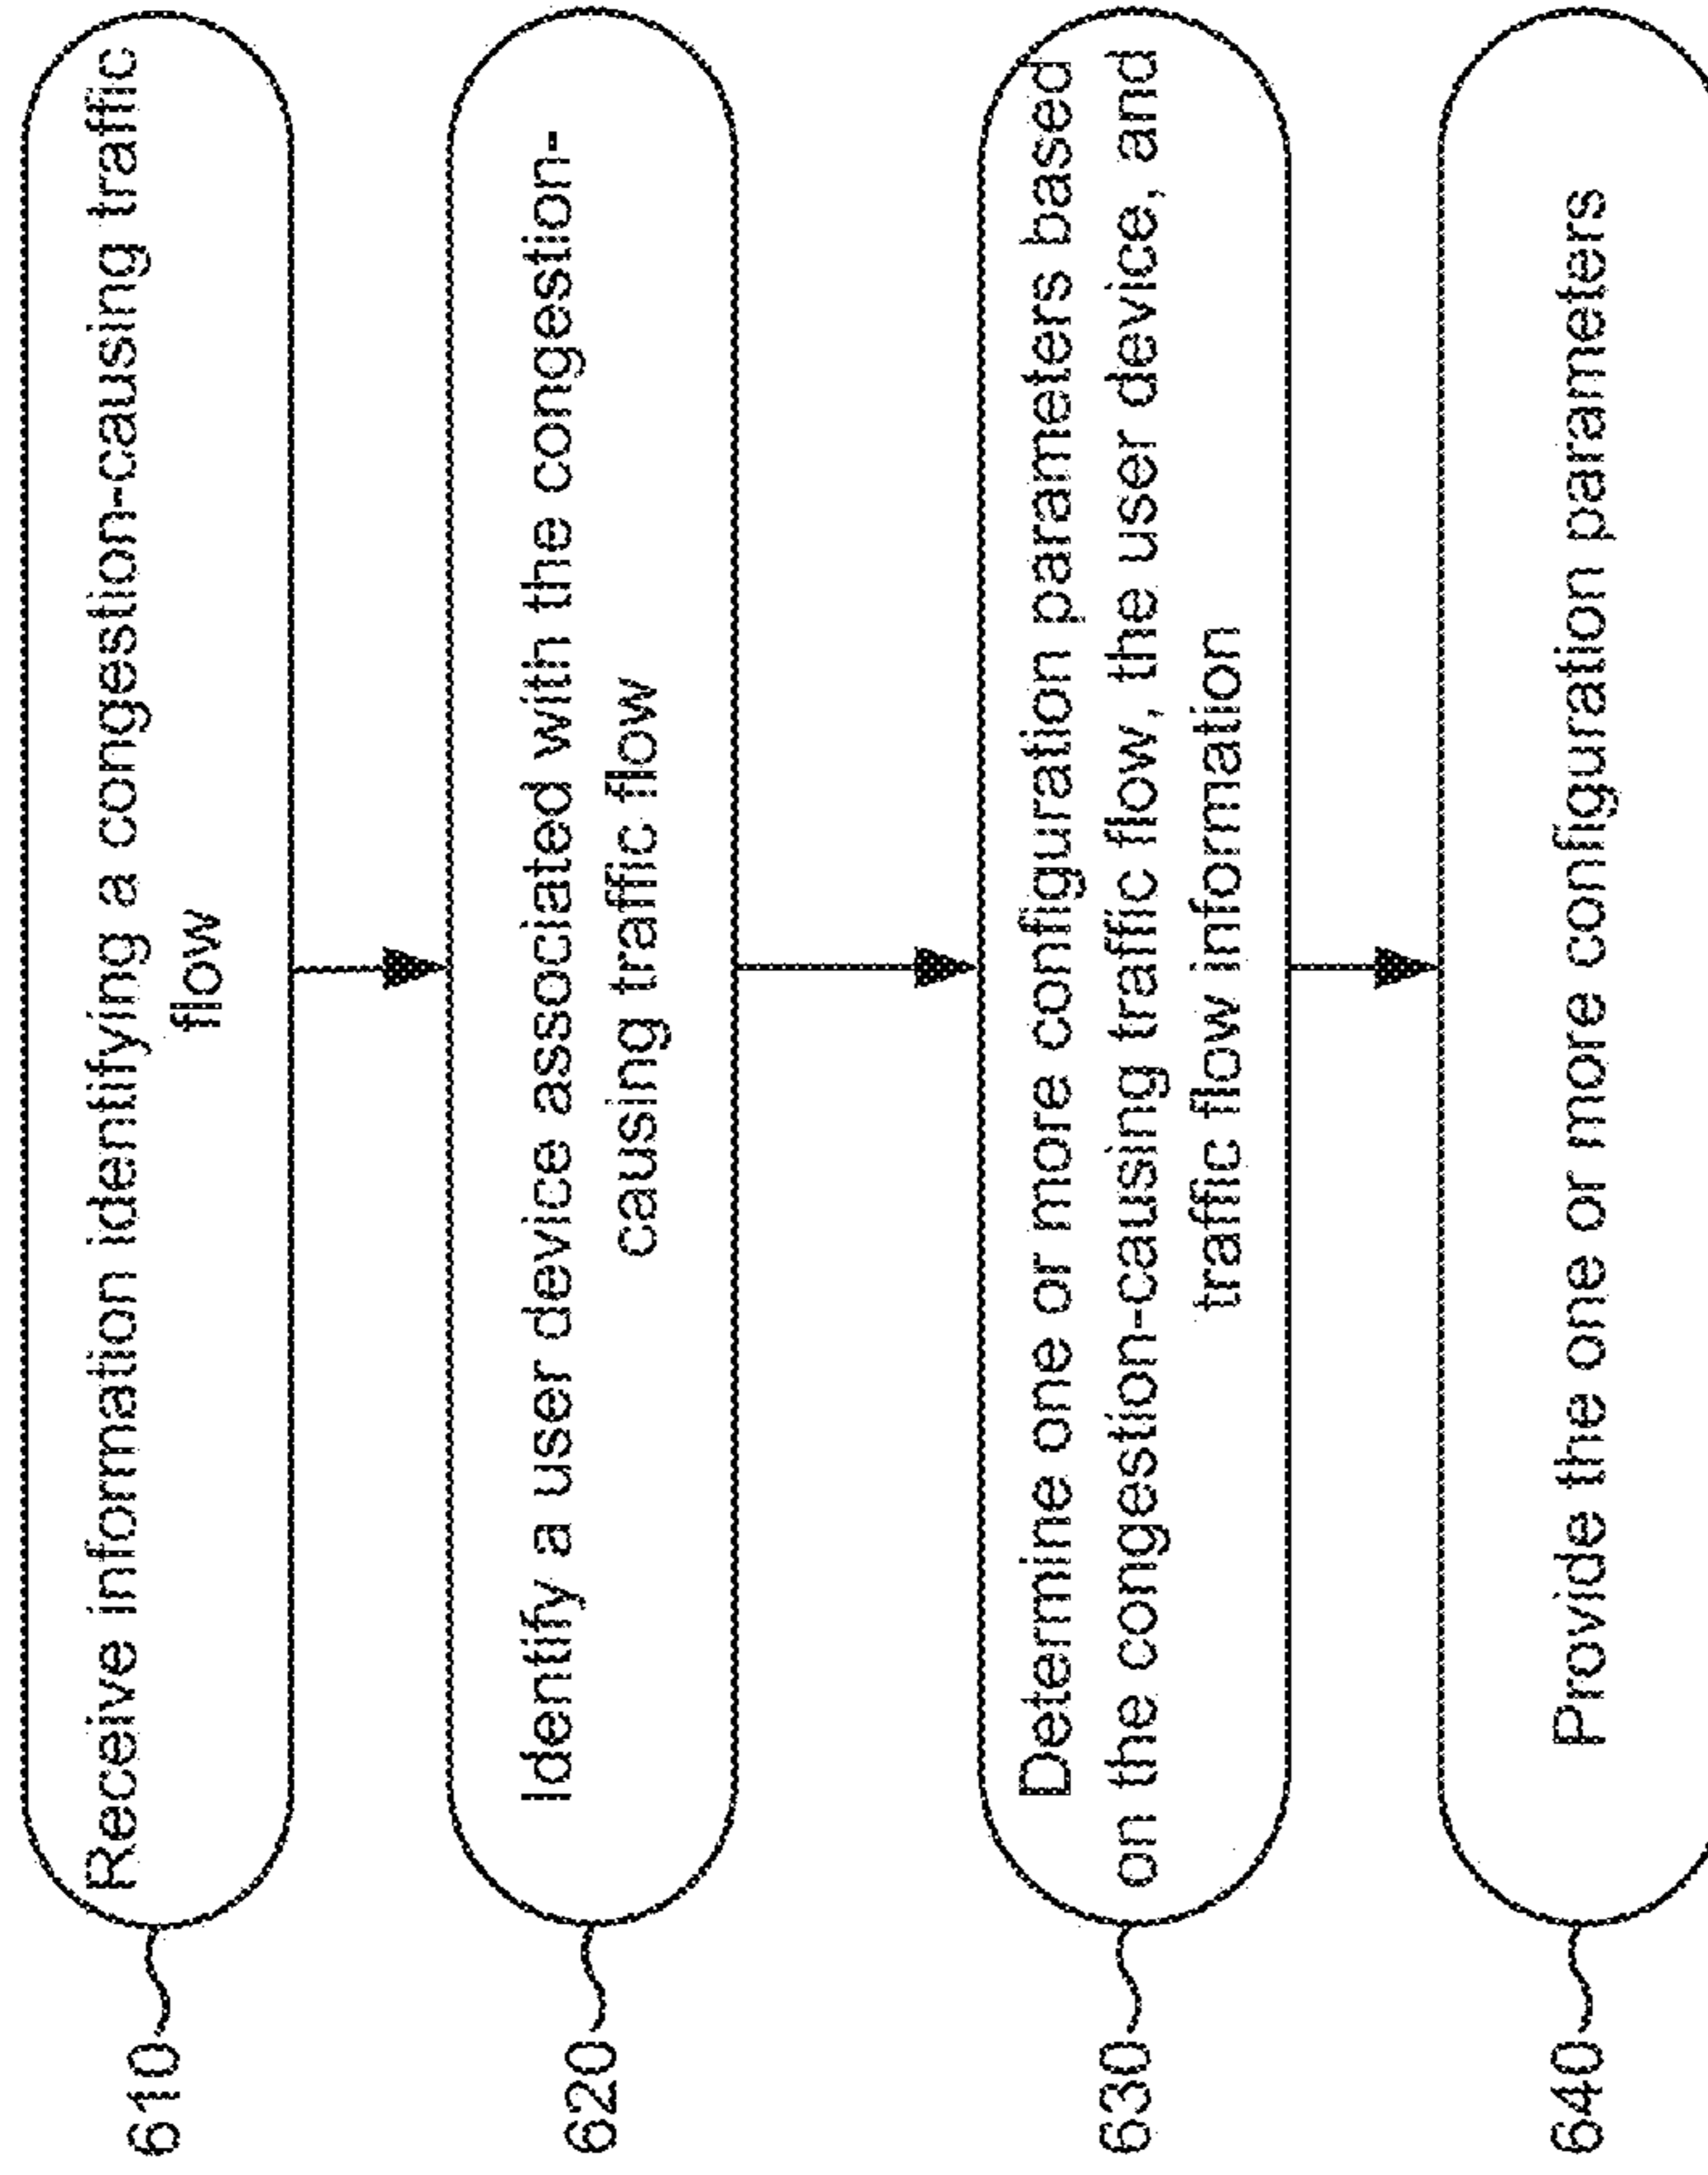 610
Receive information identifying a congestion-causing traffic
flow
620
Identify a user device associated with the congestion-
causing traffic flow
630
Determine one or more configuration parameters based
on the congestion-causing traffic flow, the user device, and
traffic flow information
640
Provide the one or more configuration parameters